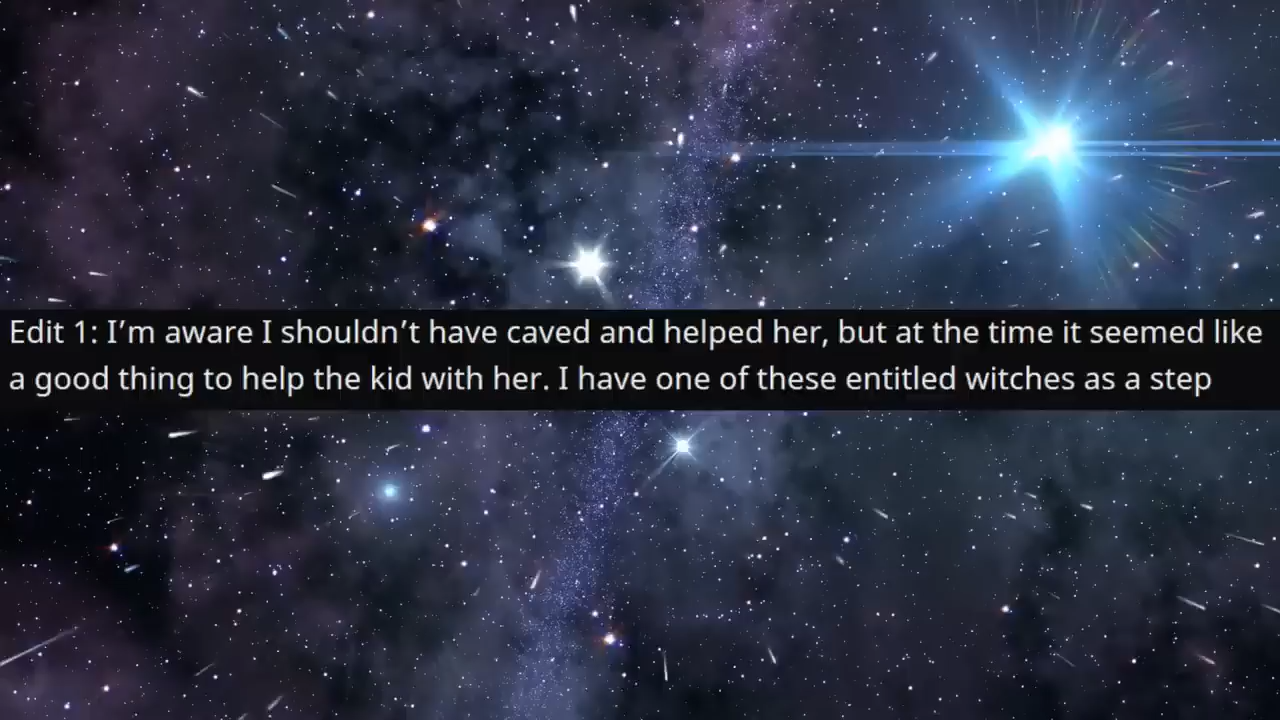 Edit 1: I’m aware I shouldn’t have caved and helped her, but at the time it seemed like
a good thing to help the kid with her. I have one of these entitled witches as a step